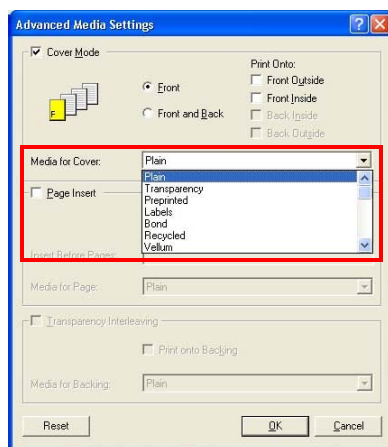 Advanced Media Settings
Cover Mode
Print Onto:
Front
Front Outside
Front Inside
Front and Back
Back Inside
Back Outside
F
Media for Cover: Plain
Plain
Transparency
Page Insert
Preprinted
Labels
Bond
Recycled
Insert Before Pages:
Vellum
Media for Page: Plain
Transparency Interleaving
Print onto Backing
Media for Backing: Plain
Reset OK Cancel